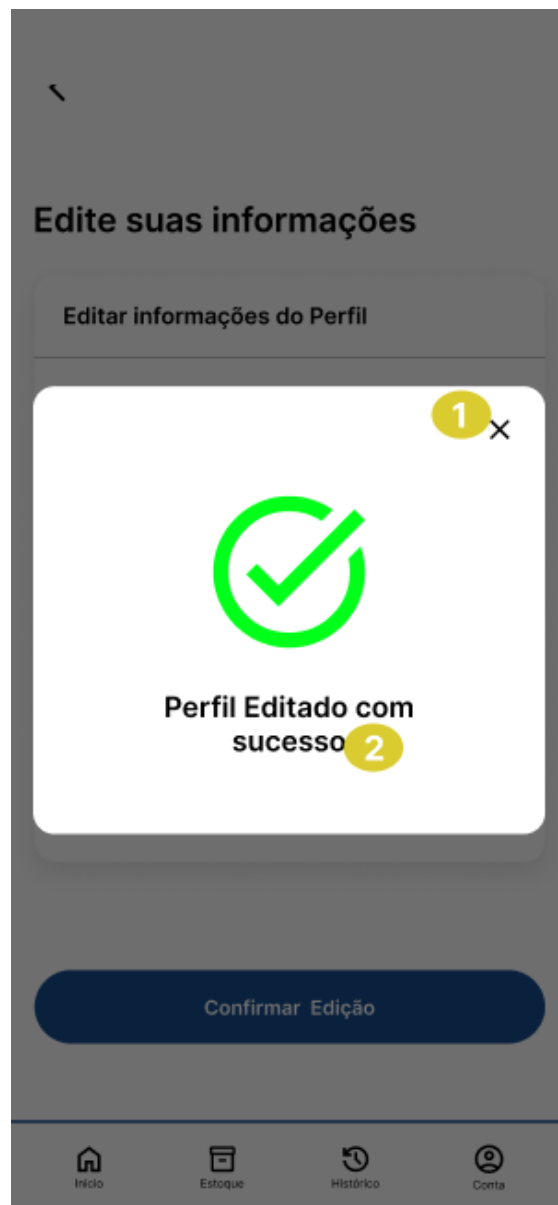 Edite suas informações
Editar informações do Perfil
1
Perfil Editado com
sucesso
2
Confirmar Edição
Início
Estoque
Histórico
Conta